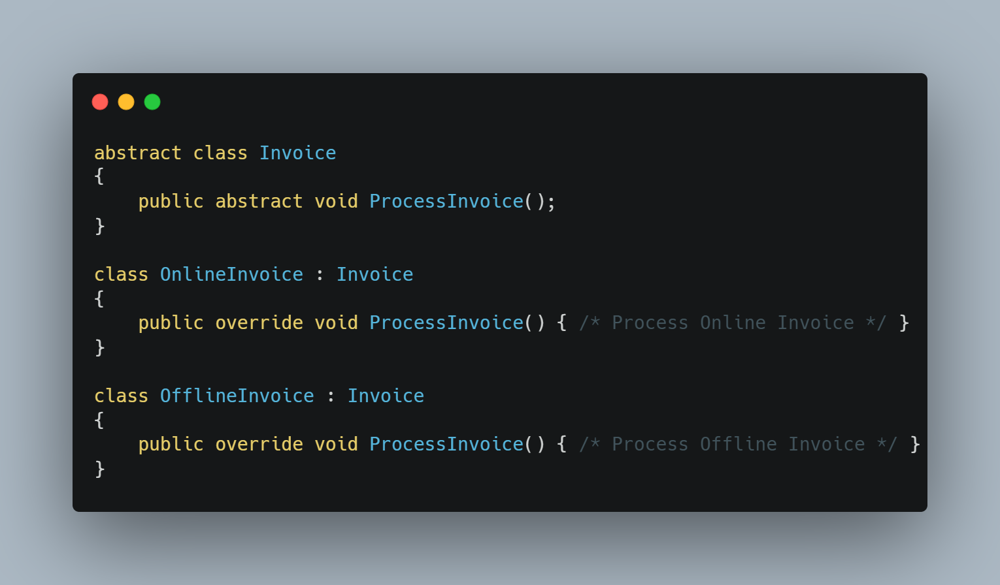 abstract class Invoice
{
    public abstract void ProcessInvoice();
}
class OnlineInvoice : Invoice
{
    public override void ProcessInvoice() { /* Process Online Invoice */ }
}
class OfflineInvoice : Invoice
{
    public override void ProcessInvoice() { /* Process Offline Invoice */ }
}